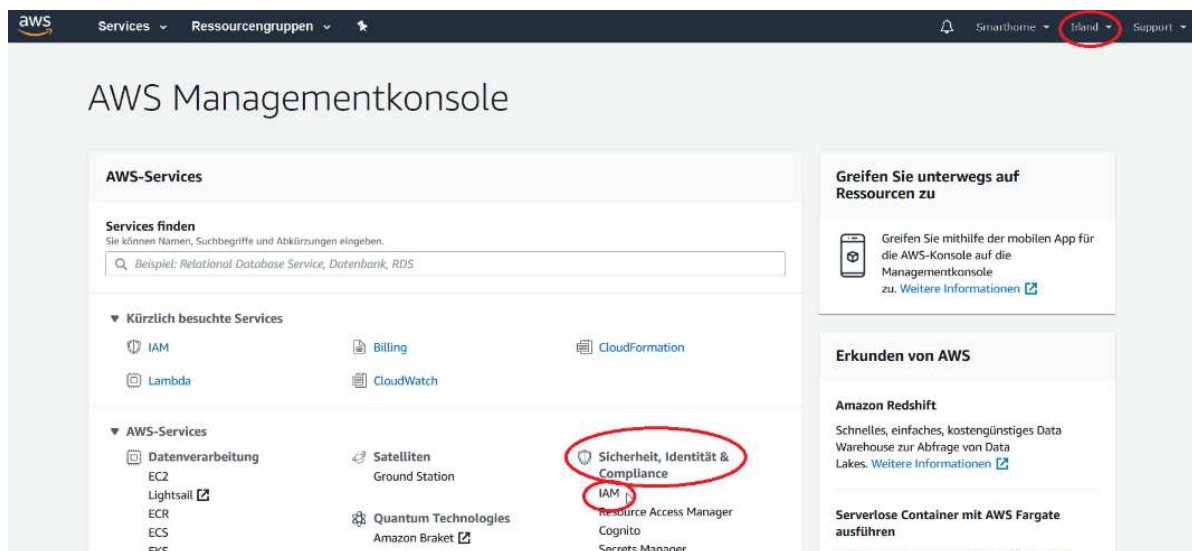 aws
Services
Ressourcengruppen
Smarthome
Irland
Support
AWS Managementkonsole
AWS-Services
Services finden
Sie können Namen, Suchbegriffe und Abkürzungen eingeben.
Beispiel: Relational Database Service, Datenbank, RDS
Kürzlich besuchte Services
IAM
Billing
CloudFormation
Lambda
CloudWatch
AWS-Services
Datenverarbeitung
EC2
Lightsail
ECR
ECS
EKS
Satelliten
Ground Station
Quantum Technologies
Amazon Braket
Sicherheit, Identität &
Compliance
IAM
Resource Access Manager
Cognito
Secrets Manager
Greifen Sie unterwegs auf
Ressourcen zu
Greifen Sie mithilfe der mobilen App für
die AWS-Konsole auf die
Managementkonsole
zu. Weitere Informationen
Erkunden von AWS
Amazon Redshift
Schnelles, einfaches, kostengünstiges Data
Warehouse zur Abfrage von Data
Lakes. Weitere Informationen
Serverlose Container mit AWS Fargate
ausführen